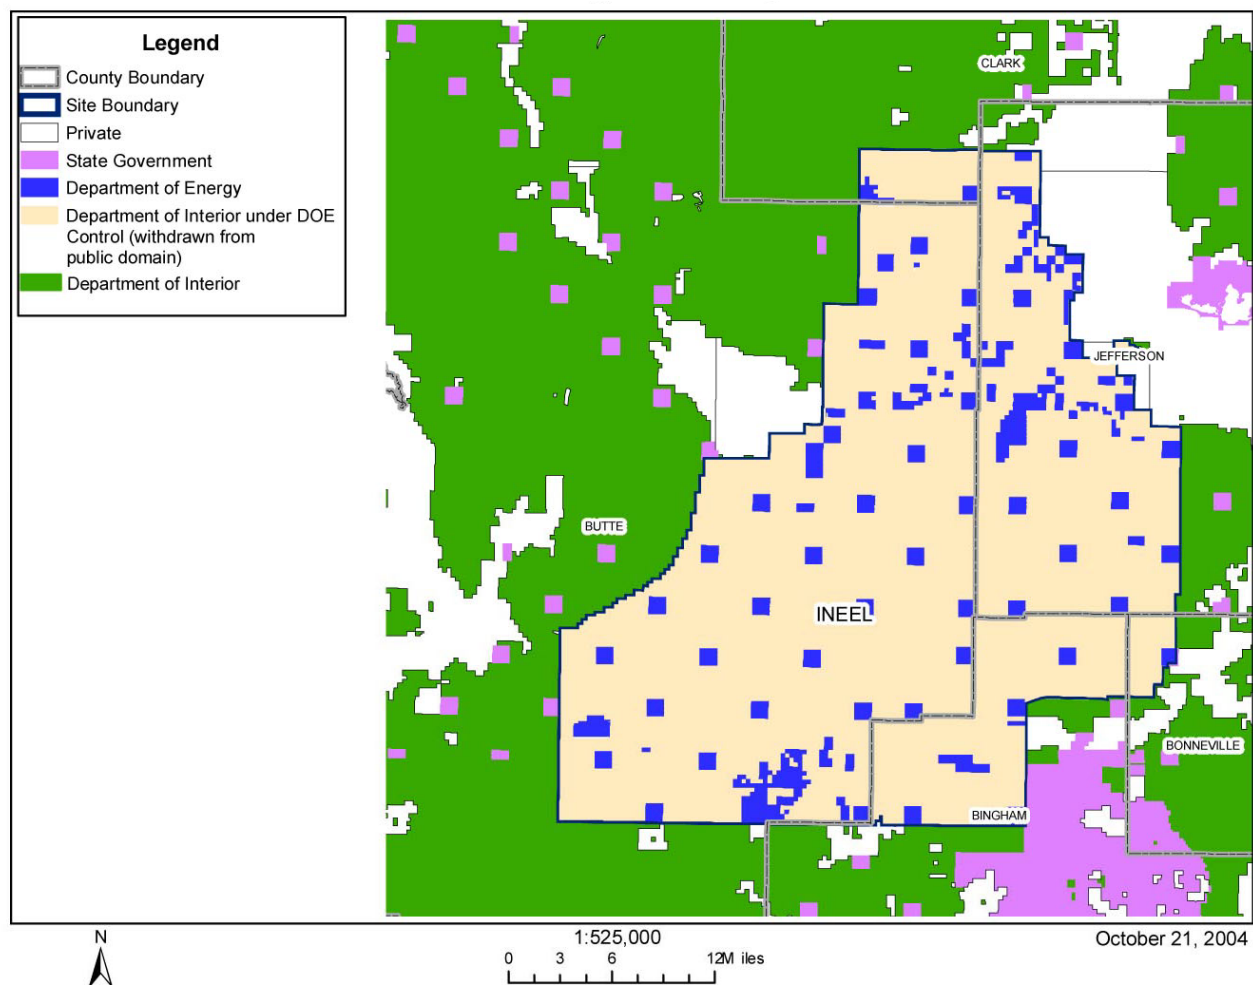 Legend
County Boundary
Site Boundary
Private
State Government
Department of Energy
Department of Interior under DOE
Control (withdrawn from
public domain)
Department of Interior
CLARK
JEFFERSON
BUTTE
INEEL
BONNEVILLE
BINGHAM
N
1:525,000
October 21, 2004
0 3 6 12M iles